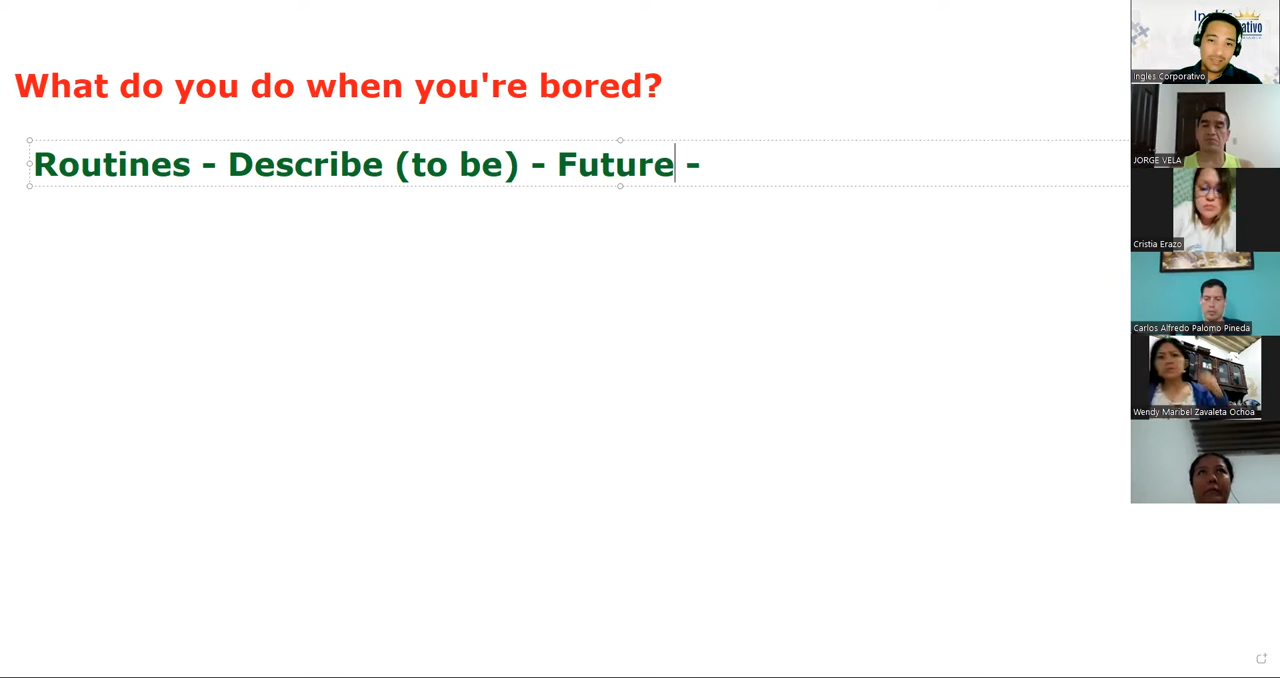 What do you do when you're bored?
Routines - Describe (to be) - Future -
Ingles Corporativo
JORGE VELA
Cristia Erazo
Carlos Alfredo Palomo Pineda
Wendy Maribel Zavaleta Ochoa